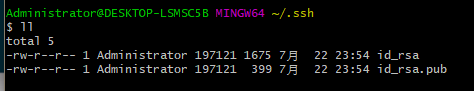 Administrator@DESKTOP-LSMSC5B MINGW64 ~/.ssh
$ ll
total 5
-rw-r--r-- 1 Administrator 197121 1675 7月  22 23:54 id_rsa
-rw-r--r-- 1 Administrator 197121  399 7月  22 23:54 id_rsa.pub